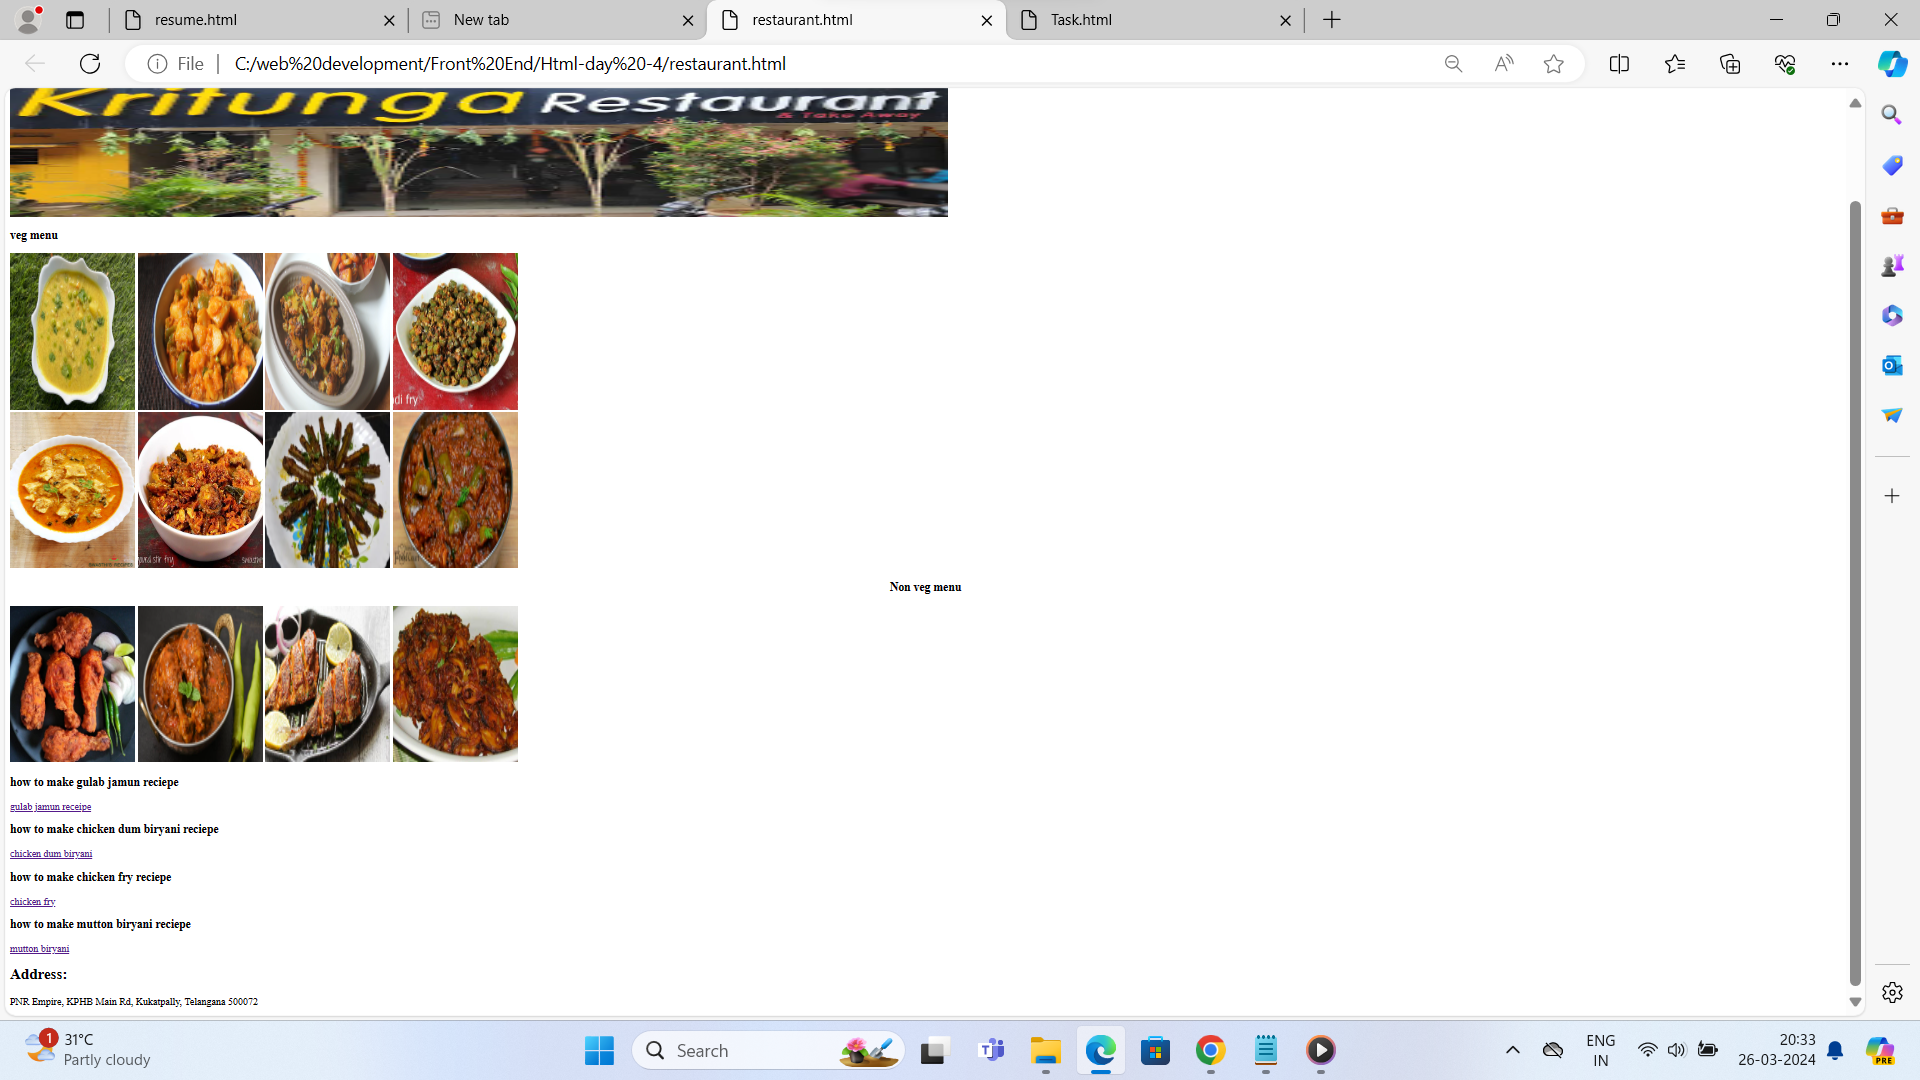 resume.html
New tab
restaurant.html
Task.html
File
C:/web%20development/Front%20End/Html-day%20-4/restaurant.html
Kritunga Restaurant
& Take Away
veg menu
di fry
Non veg menu
how to make gulab jamun reciepe
gulab jamun receipe
how to make chicken dum biryani reciepe
chicken dum biryani
how to make chicken fry reciepe
chicken fry
how to make mutton biryani reciepe
mutton biryani
Address:
PNR Empire, KPHB Main Rd, Kukatpally, Telangana 500072
1
31°C
Partly cloudy
Search
ENG
IN
20:33
26-03-2024
PRE